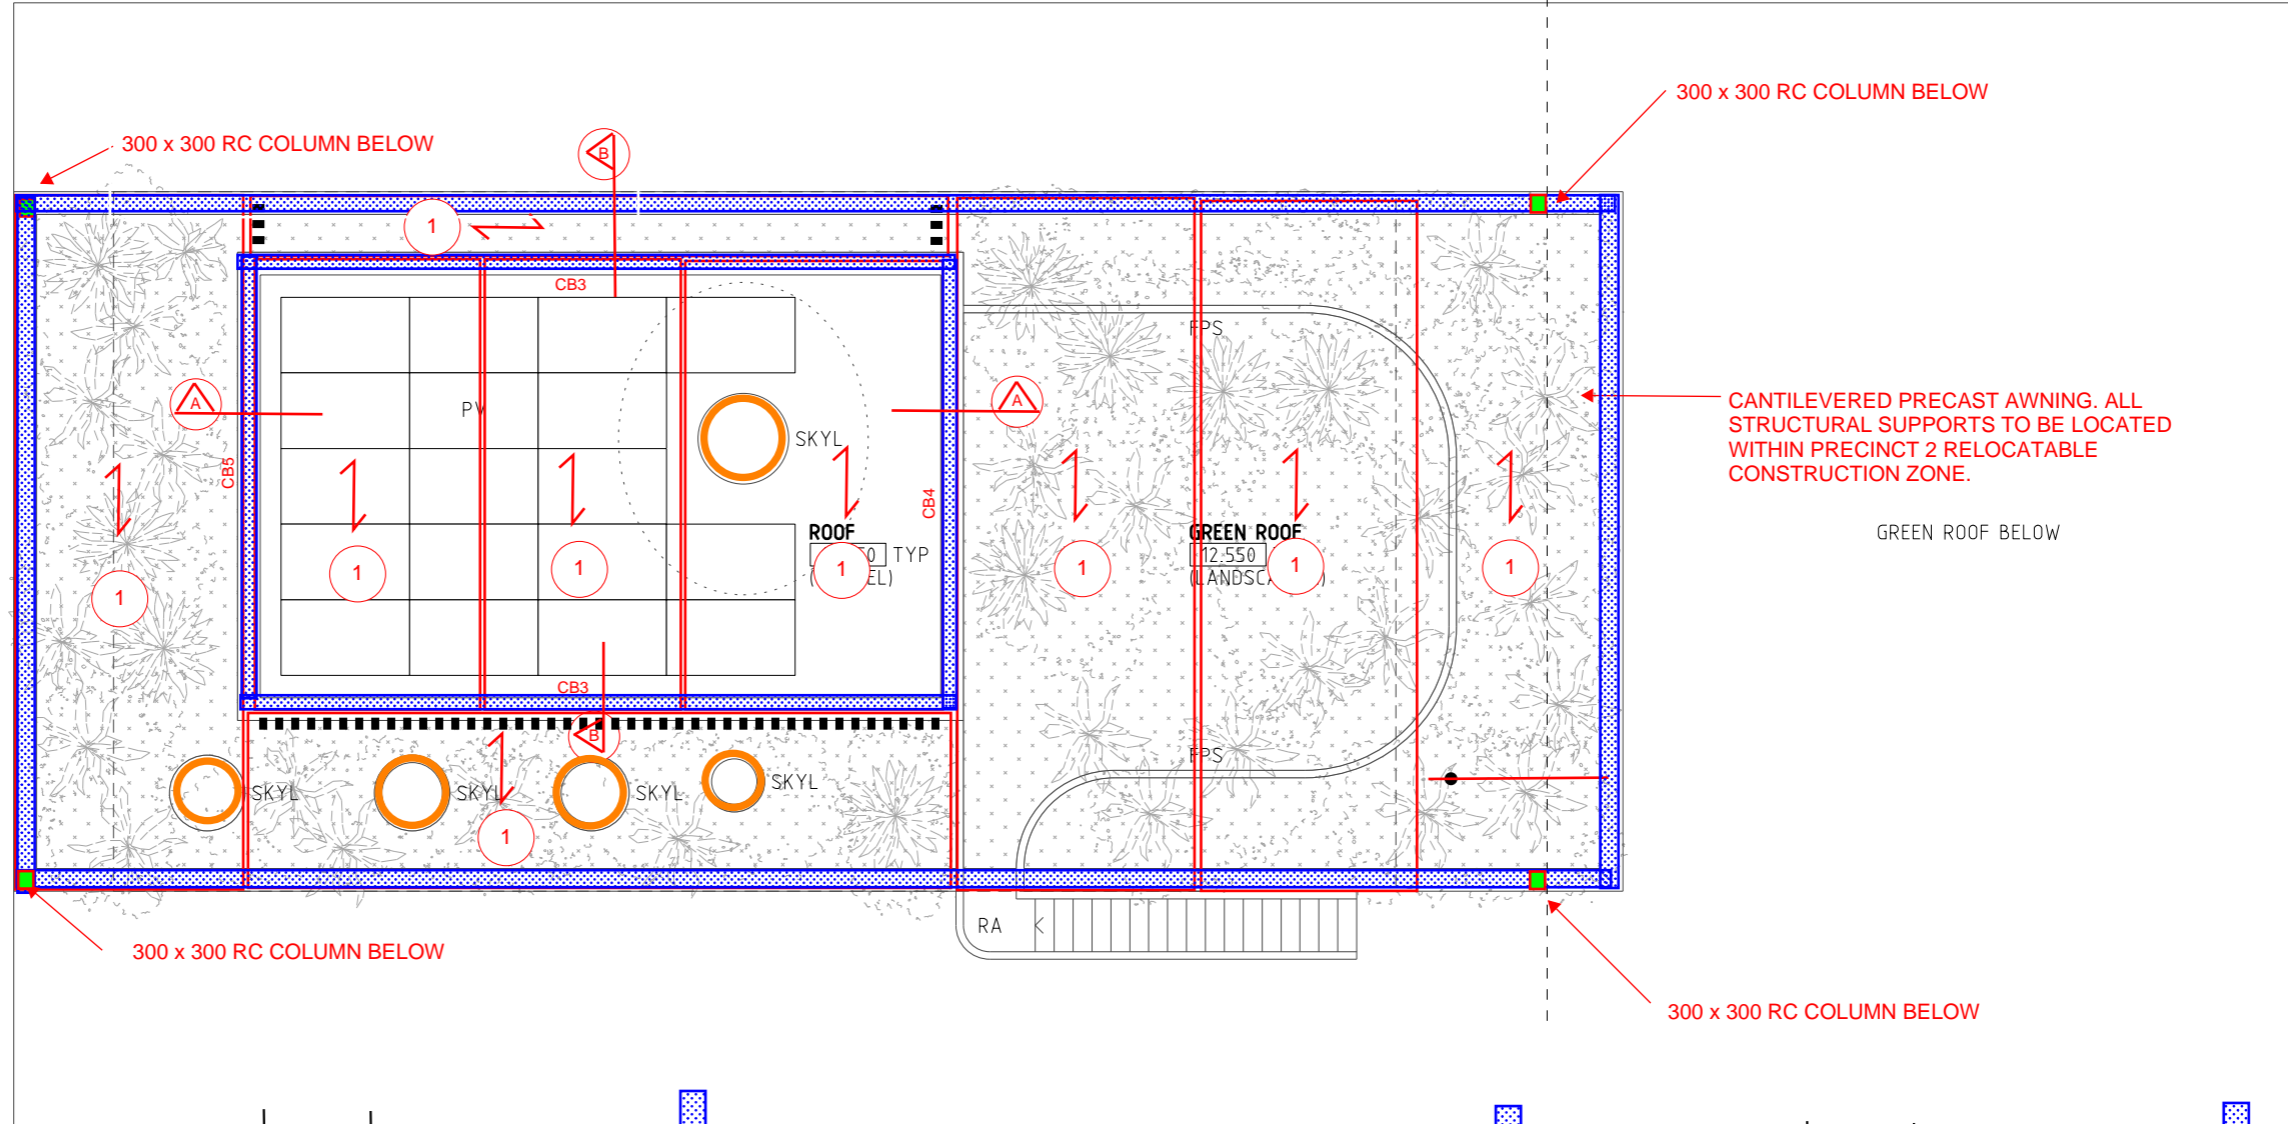 300 x 300 RC COLUMN BELOW
300 x 300 RC COLUMN BELOW
B
1
CB3
FPS
A
PV
SKYL
A
CANTILEVERED PRECAST AWNING. ALL
STRUCTURAL SUPPORTS TO BE LOCATED
WITHIN PRECINCT 2 RELOCATABLE
CONSTRUCTION ZONE.
CB5
CB4
ROOF
TYP
GREEN ROOF
12.550
GREEN ROOF BELOW
1
1
1
1
1
1
1
CB3
B
FPS
SKYL
SKYL
SKYL
SKYL
1
RA
K
300 x 300 RC COLUMN BELOW
300 x 300 RC COLUMN BELOW